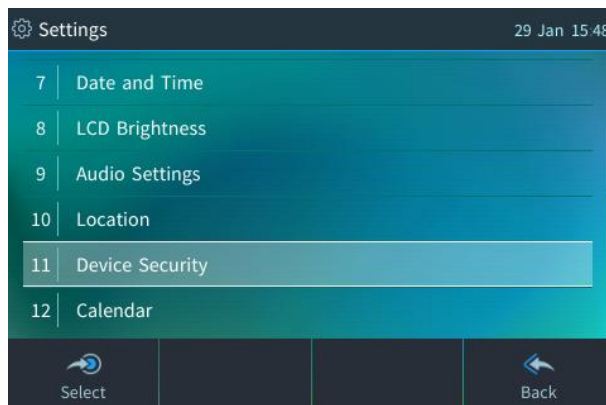 Settings 29 Jan 15:48
7 Date and Time
8 LCD Brightness
9 Audio Settings
10 Location
11 Device Security
12 Calendar
Select Back